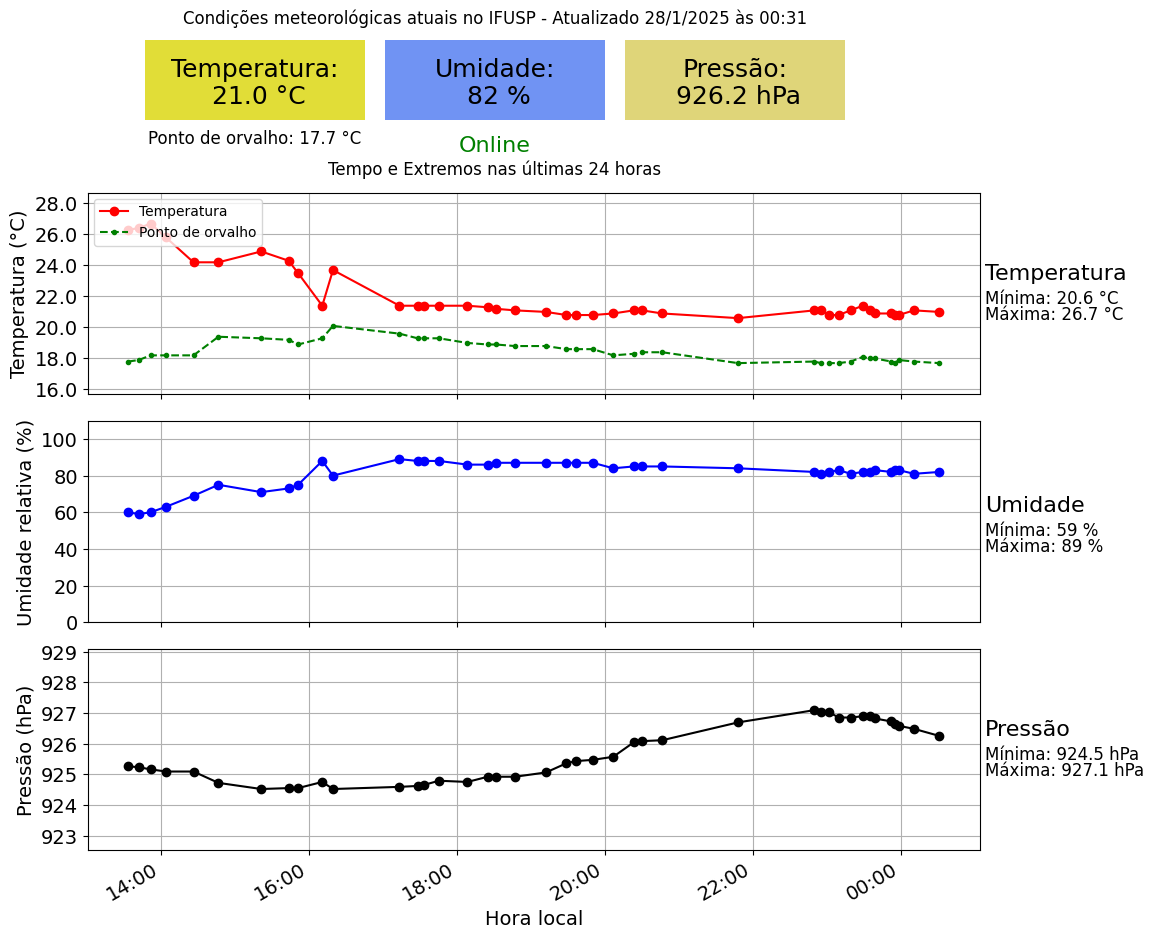 Condições meteorológicas atuais no IFUSP - Atualizado 28/1/2025 às 00:31
Temperatura:
21.0 °C
Umidade:
82 %
Pressão:
926.2 hPa
Ponto de orvalho: 17.7 °C
Online
Tempo e Extremos nas últimas 24 horas
Temperatura (°C)
28.0
26.0
24.0
22.0
20.0
18.0
16.0
Temperatura
Ponto de orvalho
Temperatura
Mínima: 20.6 °C
Máxima: 26.7 °C
Umidade relativa (%)
100
80
60
40
20
0
Umidade
Mínima: 59 %
Máxima: 89 %
Pressão (hPa)
929
928
927
926
925
924
923
Pressão
Mínima: 924.5 hPa
Máxima: 927.1 hPa
14:00
16:00
18:00
20:00
22:00
00:00
Hora local